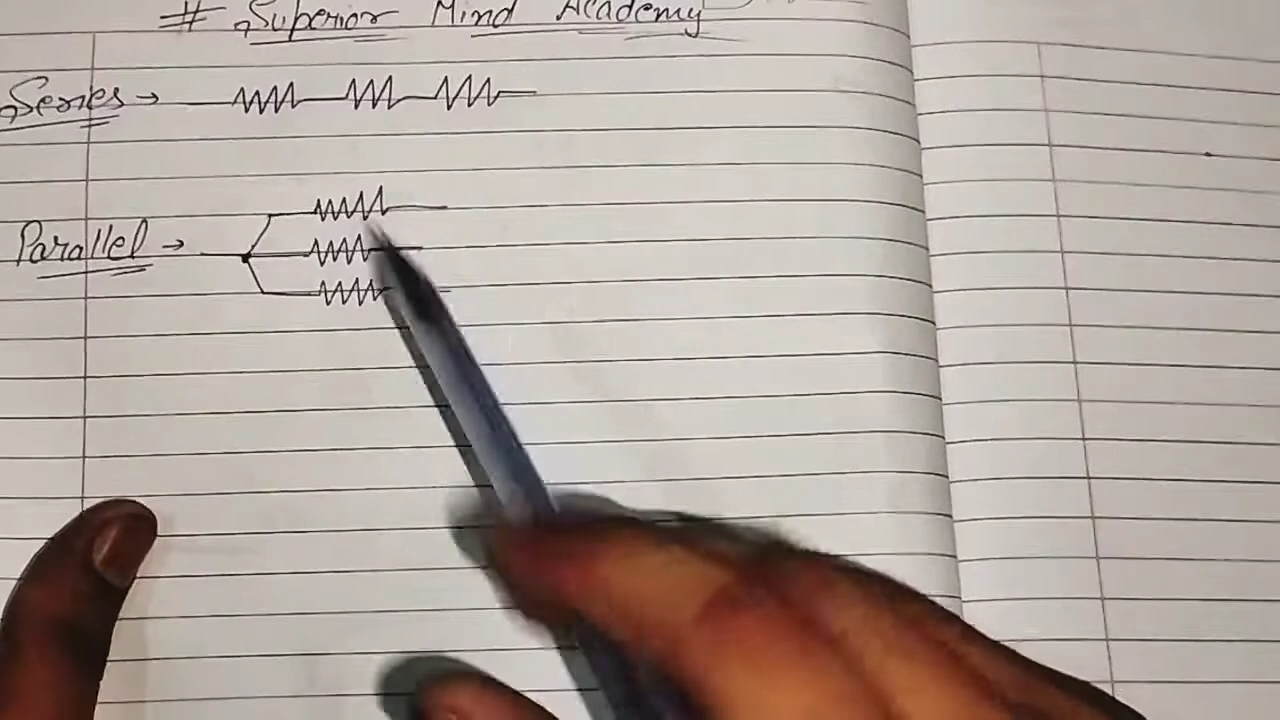 # Superior Mind Academy
Series →
Parallel →